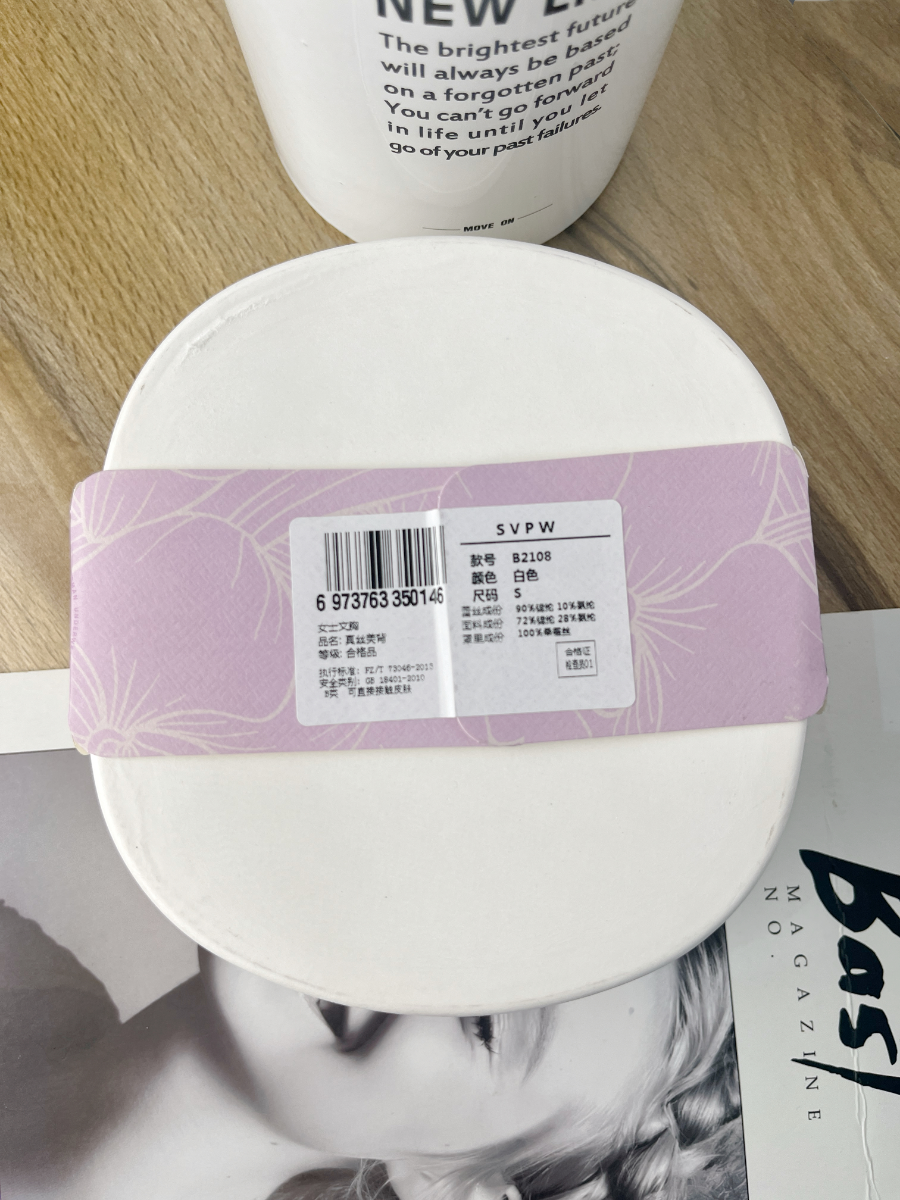 NEW
The brightest future
will always be based
on a forgotten past;
You can't go forward
in life until you let
go of your past failures.
MOVE ON
6 973763 350146
女士文胸
品名: 真丝美背
等级: 合格品
执行标准: FZ/T 73046-2013
安全类别: GB 18401-2010
B类 可直接接触皮肤
SVPW
款号 B2108
颜色 白色
尺码 S
蕾丝成份 90%锦纶 10%氨纶
面料成份 72%锦纶 28%氨纶
罩里成份 100%桑蚕丝
合格证
检查员01
Bas
MAGAZINE
NO.